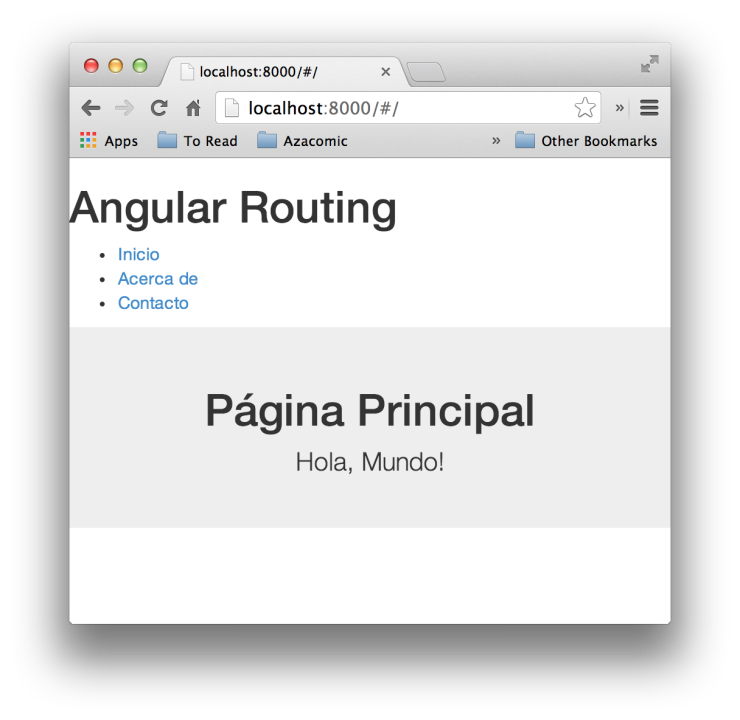 localhost:8000/#/
localhost:8000/#/
Apps To Read Azacomic » Other Bookmarks
Angular Routing
Inicio
Acerca de
Contacto
Página Principal
Hola, Mundo!